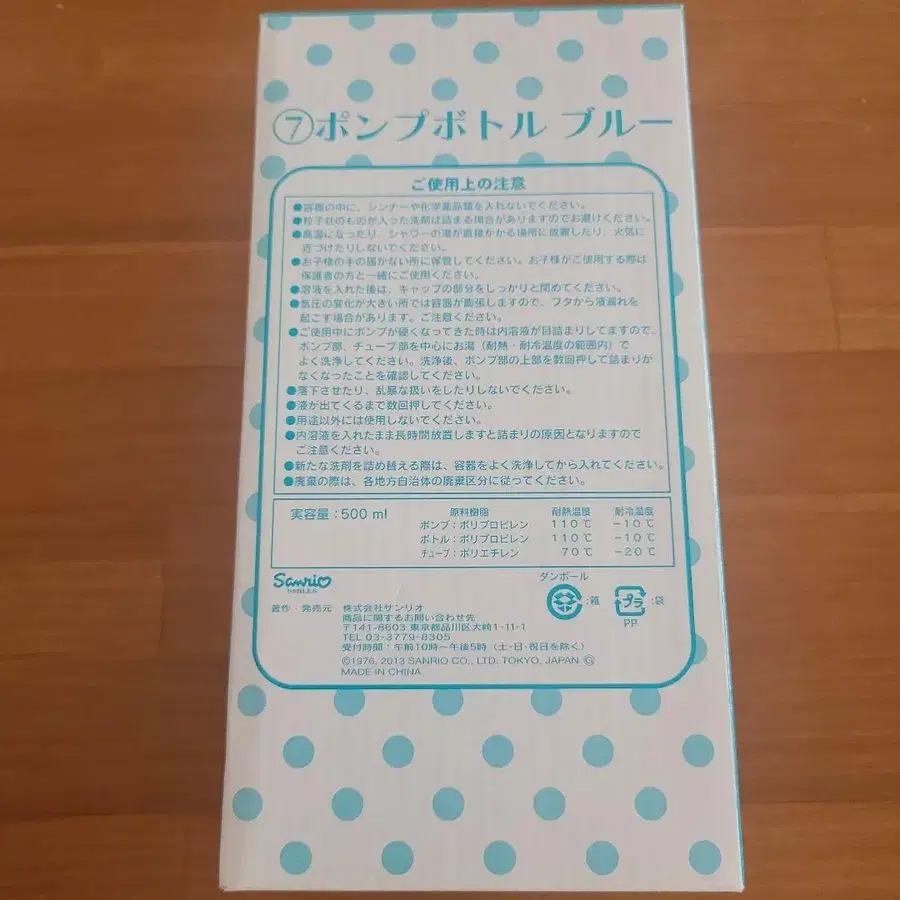 ⑦ポンプボトル ブルー
ご使用上の注意
●容器の中に、シンナーや化学薬品類を入れないでください。
●粒子状のものが入った洗剤は詰まる場合がありますのでお避けください。
●高温になったり、シャワーの湯が直接かかる場所に放置したり、火気に
近づけたりしないでください。
●お子様の手の届かない所に保管してください。お子様がご使用する際は
保護者の方と一緒にご使用ください。
●溶液を入れた後は、キャップの部分をしっかりと閉めてください。
●気圧の変化が大きい所では容器が膨張しますので、フタから液漏れを
起こす場合があります。ご注意ください。
●ご使用中にポンプが硬くなってきた時は内溶液が目詰まりしてますので、
ポンプ部、チューブ部を中心にお湯（耐熱・耐冷温度の範囲内）で
よく洗浄してください。洗浄後、ポンプ部の上部を数回押して詰まりが
なくなったことを確認してください。
●落下させたり、乱暴な扱いをしたりしないでください。
●液が出てくるまで数回押してください。
●用途以外には使用しないでください。
●内溶液を入れたまま長時間放置しますと詰まりの原因となりますので
ご注意ください。
●新たな洗剤を詰め替える際は、容器をよく洗浄してから入れてください。
●廃棄の際は、各地方自治体の廃棄区分に従ってください。
実容量：500 ml 原料樹脂 耐熱温度 耐冷温度
ポンプ：ポリプロピレン 110℃ −10℃
ボトル：ポリプロピレン 110℃ −10℃
チューブ：ポリエチレン 70℃ −20℃
Sanrio
SMILES
ダンボール
：箱 プラ ：袋
PP
著作・発売元 株式会社サンリオ
商品に関するお問い合わせ先
〒141-8603 東京都品川区大崎1-11-1
TEL 03-3779-8305
受付時間：午前10時〜午後5時（土・日・祝日を除く）
©1976, 2013 SANRIO CO., LTD. TOKYO, JAPAN Ⓖ
MADE IN CHINA